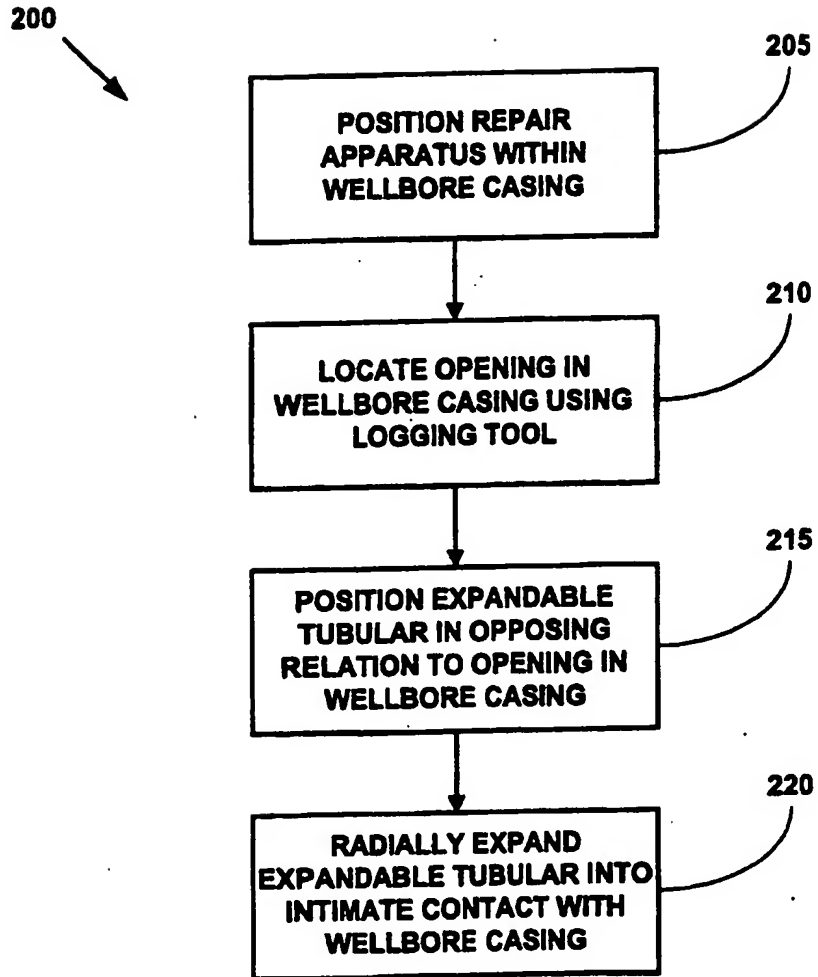 200
205
POSITION REPAIR
APPARATUS WITHIN
WELLBORE CASING
210
LOCATE OPENING IN
WELLBORE CASING USING
LOGGING TOOL
215
POSITION EXPANDABLE
TUBULAR IN OPPOSING
RELATION TO OPENING IN
WELLBORE CASING
220
RADIALLY EXPAND
EXPANDABLE TUBULAR INTO
INTIMATE CONTACT WITH
WELLBORE CASING